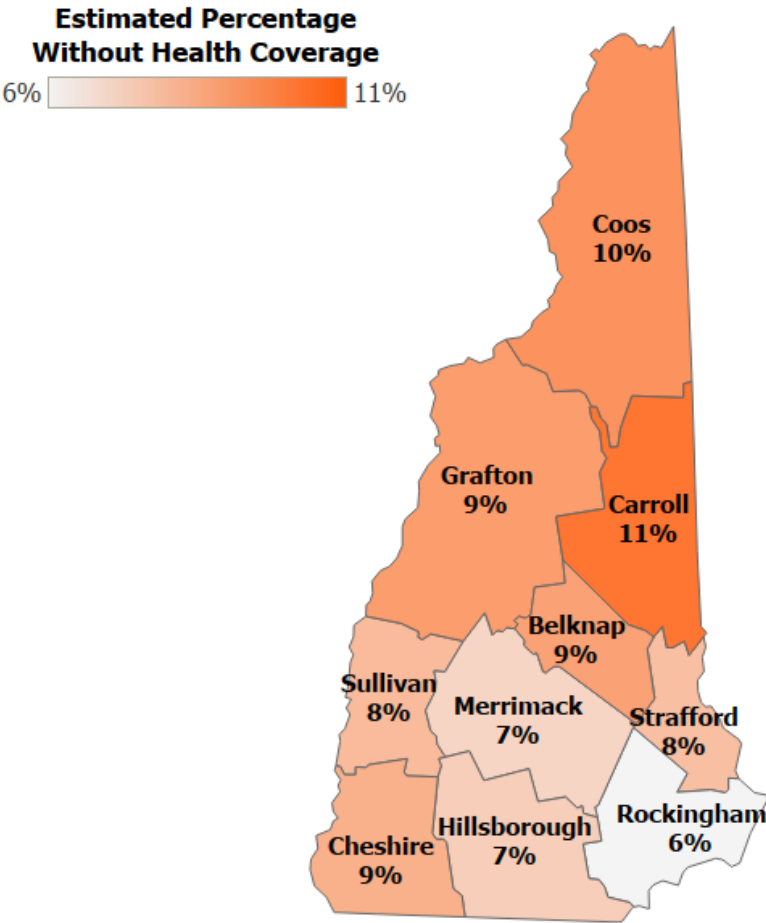 Estimated Percentage
Without Health Coverage
6%
11%
Coos
10%
Grafton
9%
Carroll
11%
Belknap
9%
Sullivan
8%
Merrimack
7%
Strafford
8%
Rockingham
6%
Hillsborough
7%
Cheshire
9%